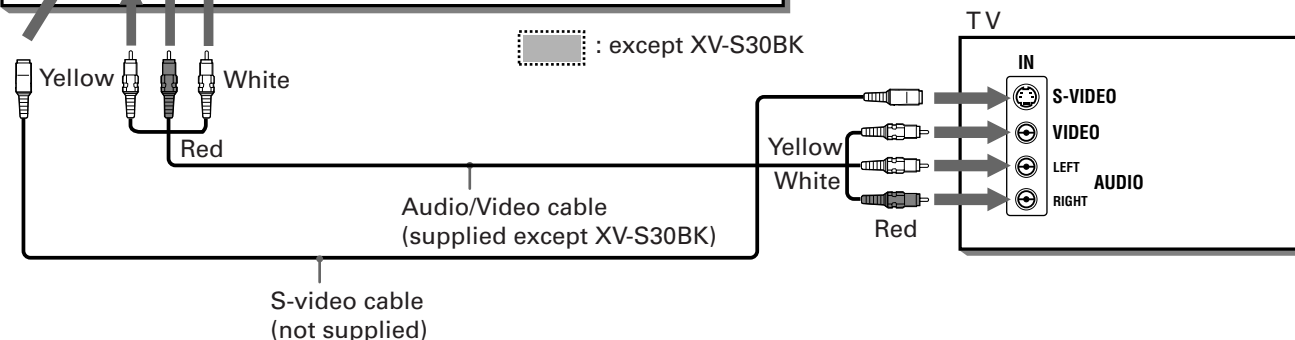 TV
: except XV-S30BK
IN
Yellow
White
S-VIDEO
VIDEO
Red
Yellow
LEFT
White
AUDIO
RIGHT
Audio/Video cable
(supplied except XV-S30BK)
Red
S-video cable
(not supplied)